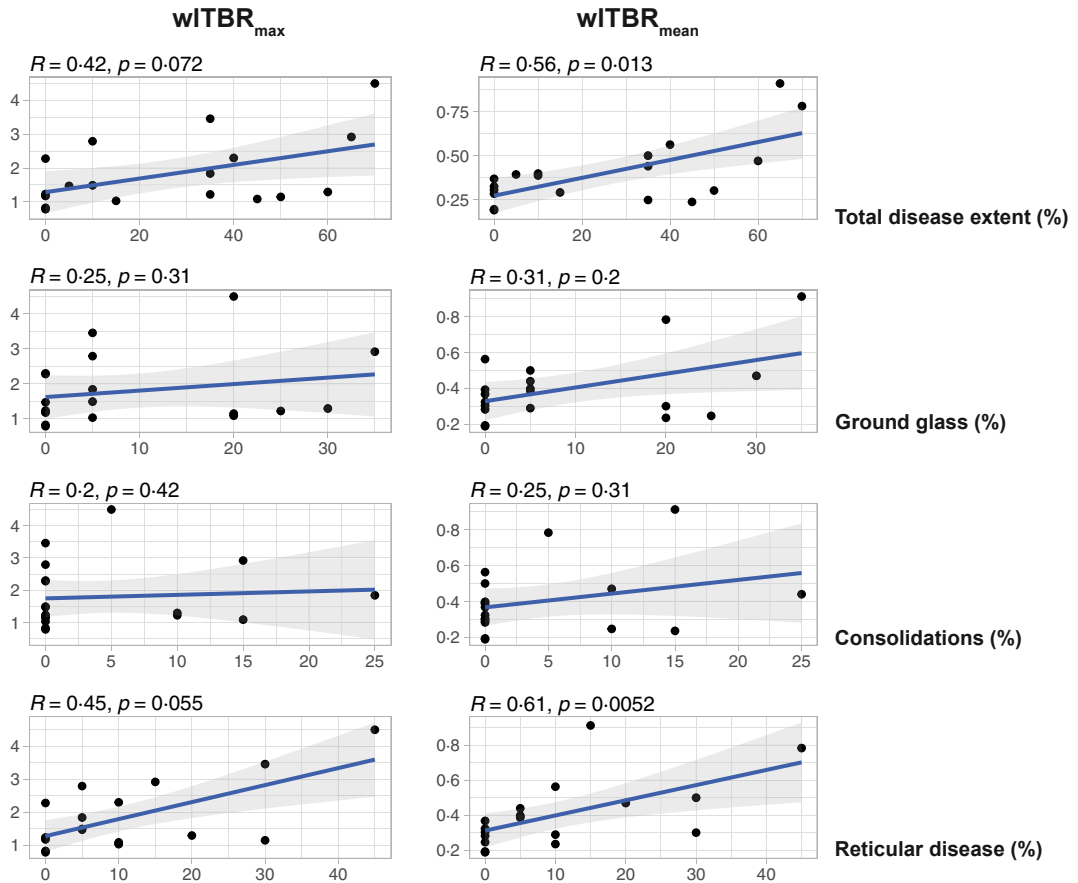 wITBRmax wITBRmean
R = 0·42, p = 0·072 R = 0·56, p = 0·013
4
3
2
1
0 20 40 60
0·75
0·50
0·25
0 20 40 60
Total disease extent (%)
R = 0·25, p = 0·31 R = 0·31, p = 0·2
4
3
2
1
0 10 20 30
0·8
0·6
0·4
0·2
0 10 20 30
Ground glass (%)
R = 0·2, p = 0·42 R = 0·25, p = 0·31
4
3
2
1
0 5 10 15 20 25
0·8
0·6
0·4
0·2
0 5 10 15 20 25
Consolidations (%)
R = 0·45, p = 0·055 R = 0·61, p = 0·0052
4
3
2
1
0 10 20 30 40
0·8
0·6
0·4
0·2
0 10 20 30 40
Reticular disease (%)